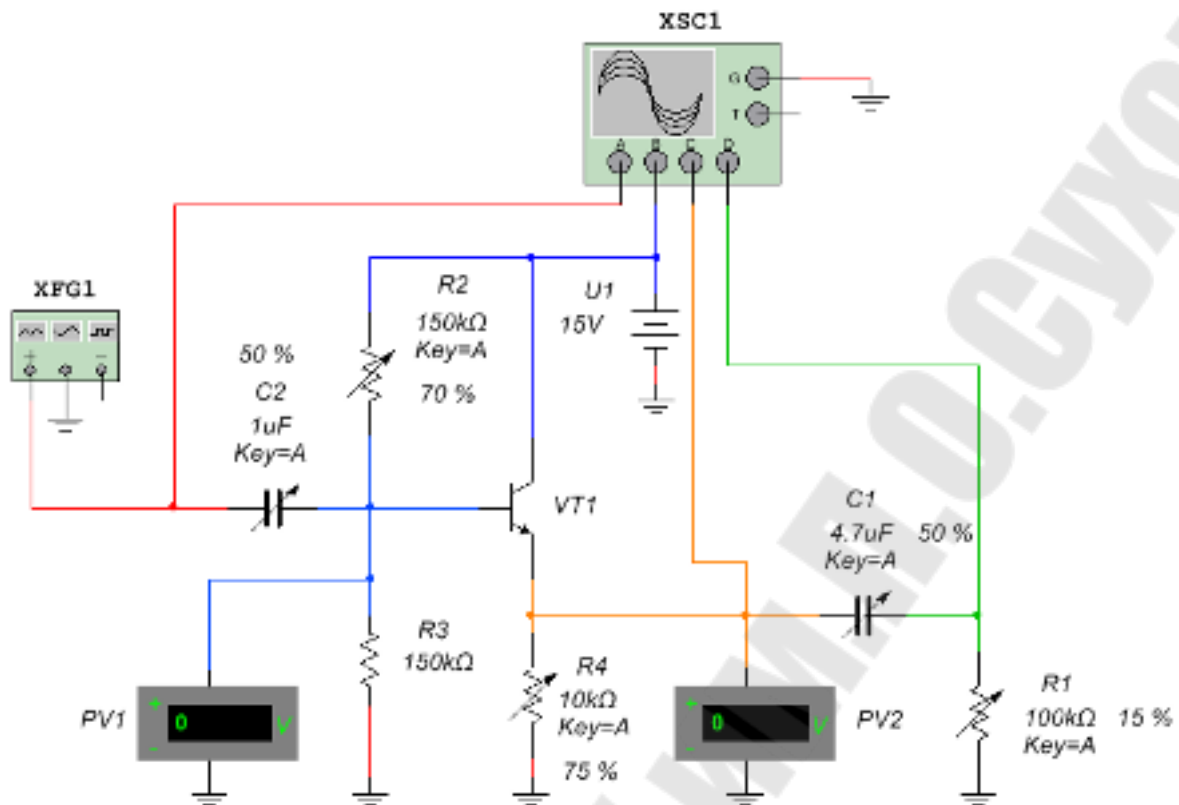 XSC1
G
T
A
B
C
D
XFG1
+
–
R2
150kΩ
Key=A
70 %
50 %
C2
1uF
Key=A
U1
15V
VT1
C1
4.7uF 50 %
Key=A
R3
150kΩ
R4
10kΩ
Key=A
75 %
PV1
+
0
V
-
+
0
V
-
PV2
R1
100kΩ 15 %
Key=A
О.Сухо